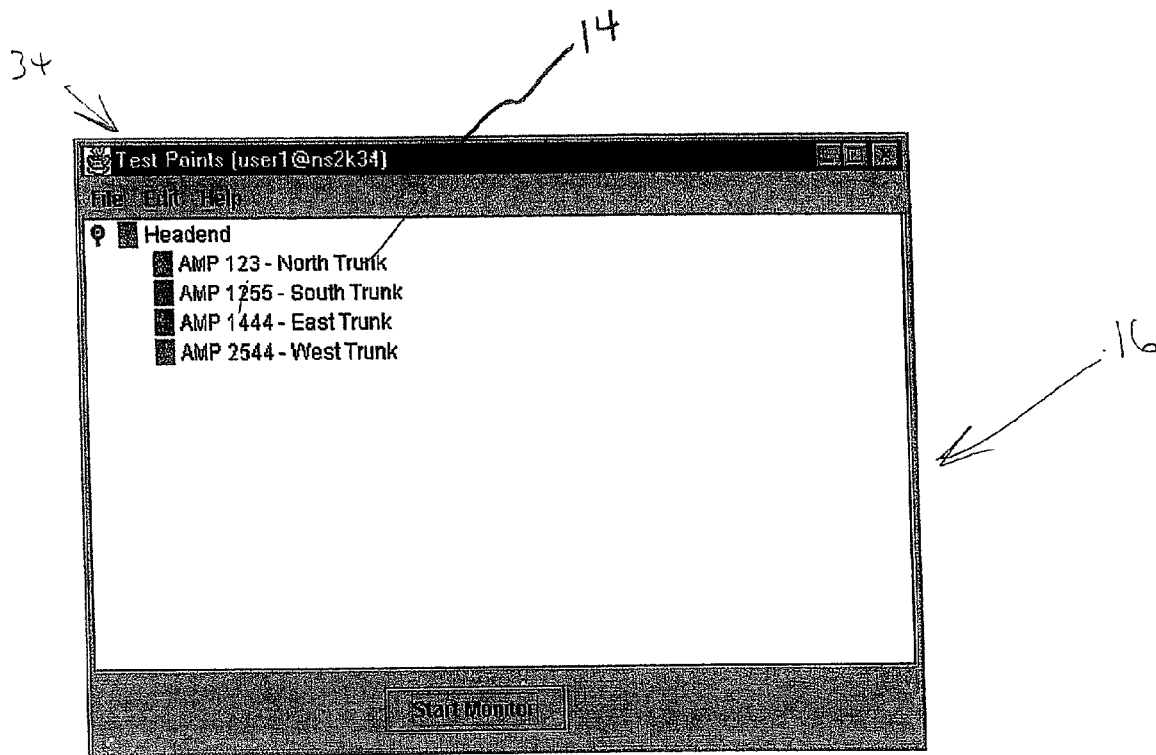 14
34
Test Points (user1@ns2k34)
File Edit Help
Headend
AMP 123 - North Trunk
AMP 1255 - South Trunk
AMP 1444 - East Trunk
AMP 2544 - West Trunk
16
Start Monitor